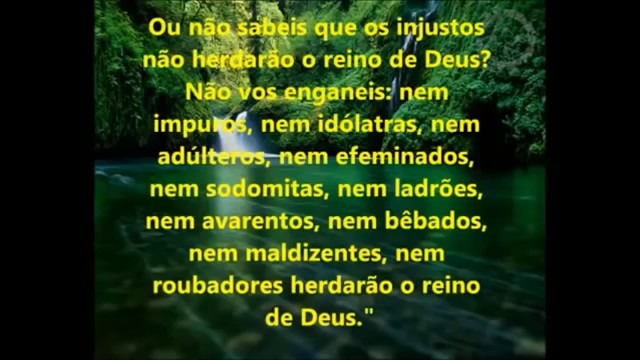 Ou não sabeis que os injustos
não herdarão o reino de Deus?
Não vos enganeis: nem
impuros, nem idólatras, nem
adúlteros, nem efeminados,
nem sodomitas, nem ladrões,
nem avarentos, nem bêbados,
nem maldizentes, nem
roubadores herdarão o reino
de Deus."